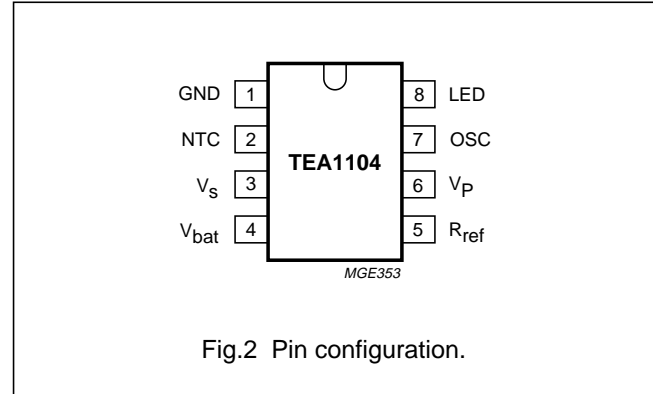 GND 1 8 LED
NTC 2 7 OSC
TEA1104
Vs 3 6 VP
Vbat 4 5 Rref
MGE353
Fig.2 Pin configuration.